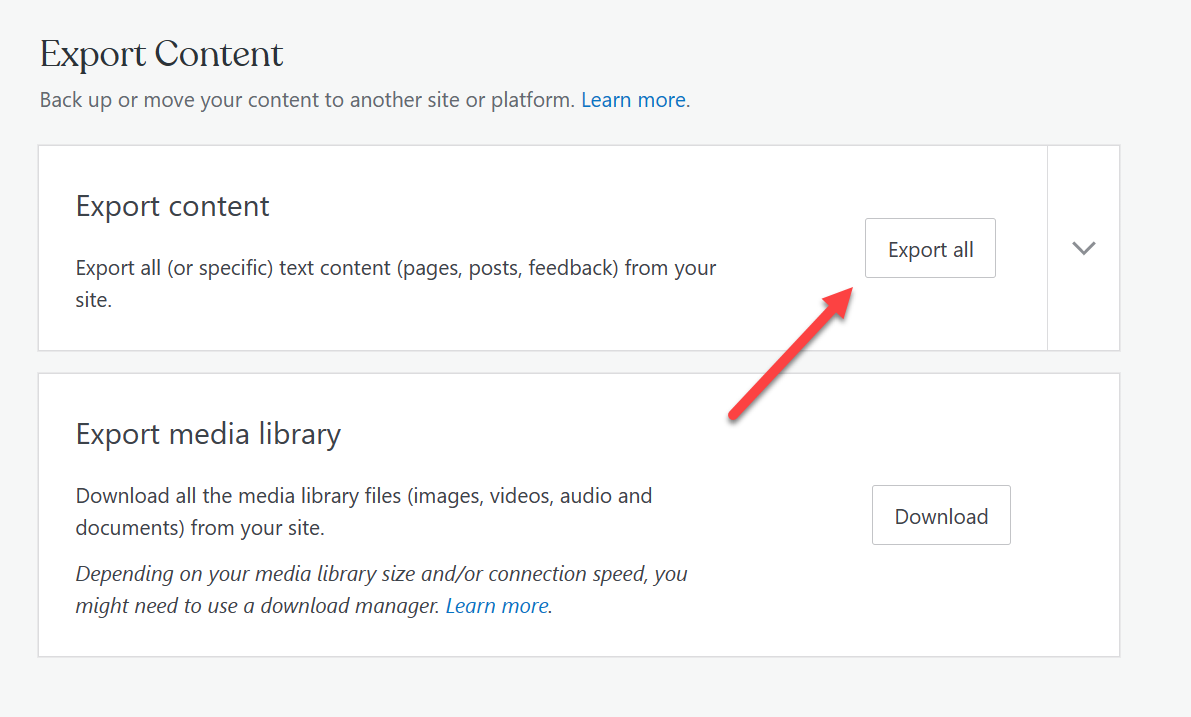 Export Content
Back up or move your content to another site or platform. Learn more.
Export content
Export all (or specific) text content (pages, posts, feedback) from your
site.
Export all
Export media library
Download all the media library files (images, videos, audio and
documents) from your site.
Depending on your media library size and/or connection speed, you
might need to use a download manager. Learn more.
Download